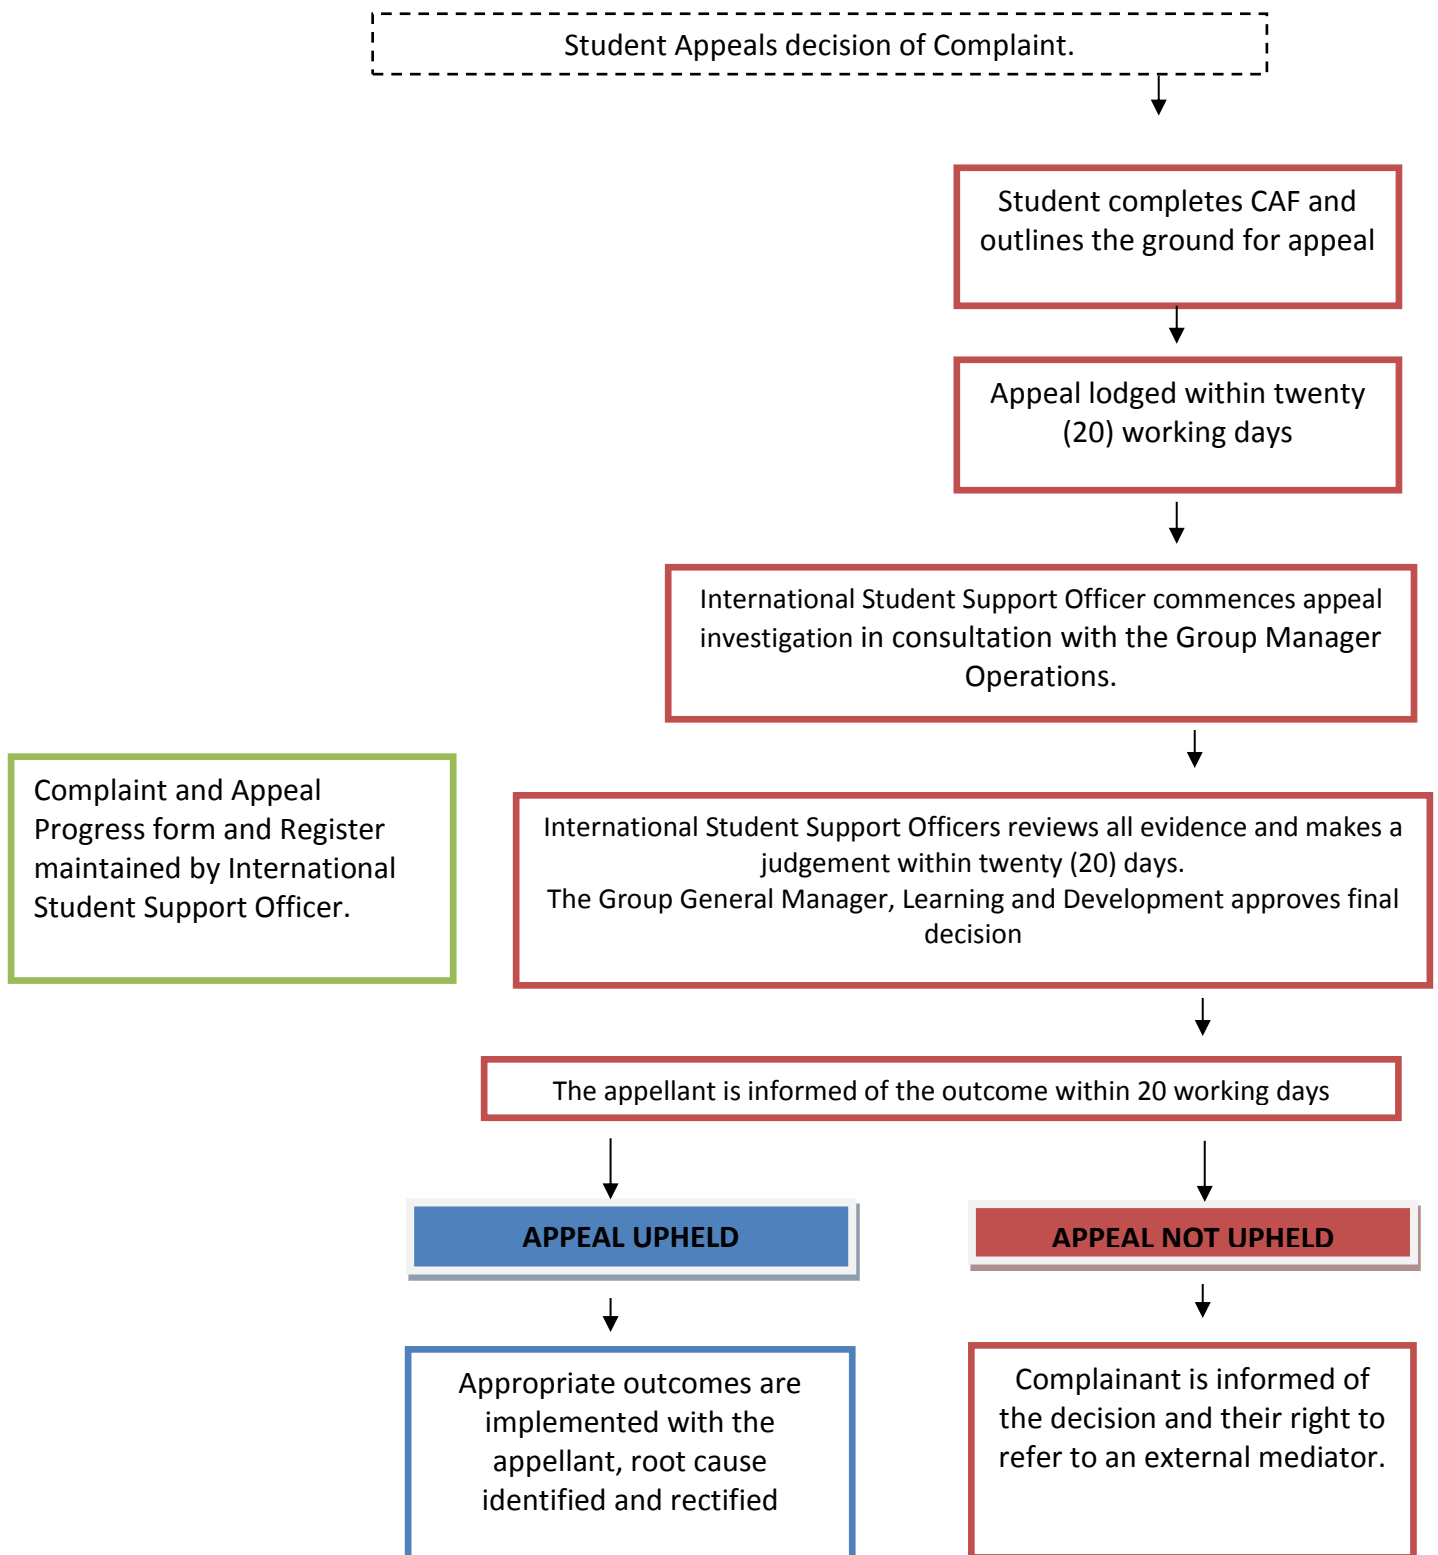 Student Appeals decision of Complaint.
Student completes CAF and
outlines the ground for appeal
Appeal lodged within twenty
(20) working days
International Student Support Officer commences appeal
investigation in consultation with the Group Manager
Operations.
Complaint and Appeal
Progress form and Register
maintained by International
Student Support Officer.
International Student Support Officers reviews all evidence and makes a
judgement within twenty (20) days.
The Group General Manager, Learning and Development approves final
decision
The appellant is informed of the outcome within 20 working days
APPEAL UPHELD
APPEAL NOT UPHELD
Appropriate outcomes are
implemented with the
appellant, root cause
identified and rectified
Complainant is informed of
the decision and their right to
refer to an external mediator.